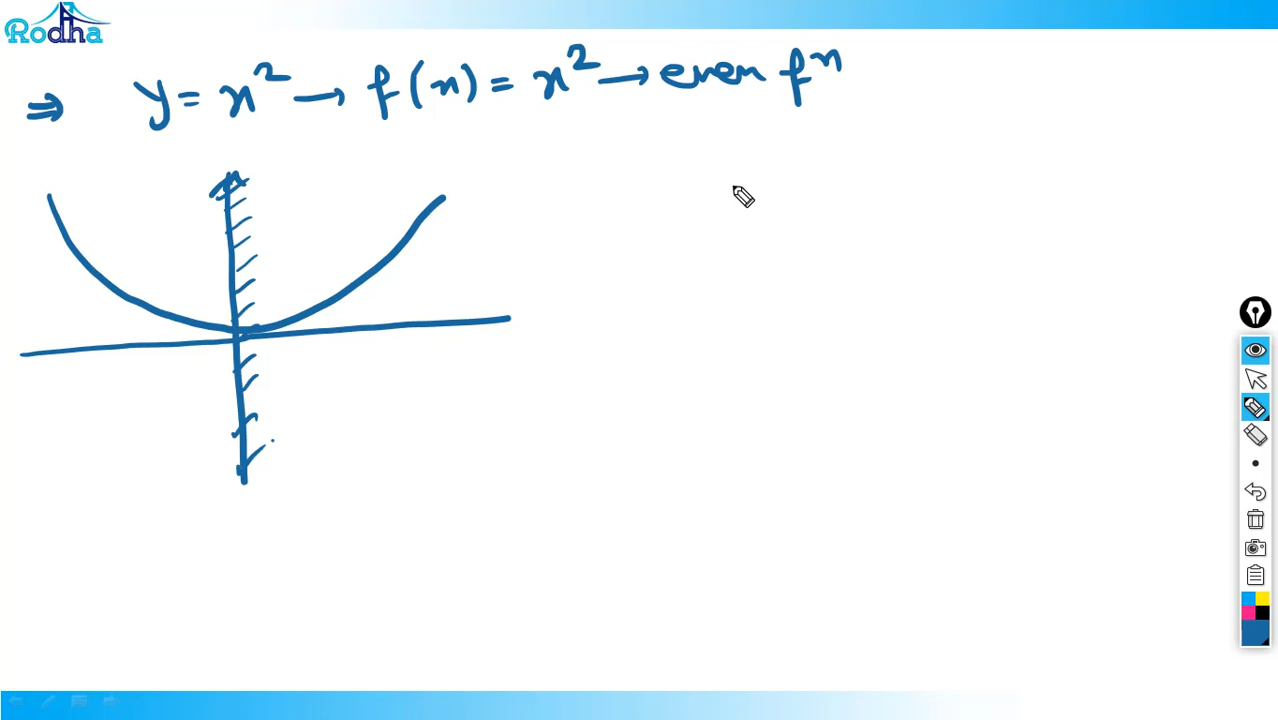 Rodha
⇒ y = x² → f(x) = x² → even fⁿ